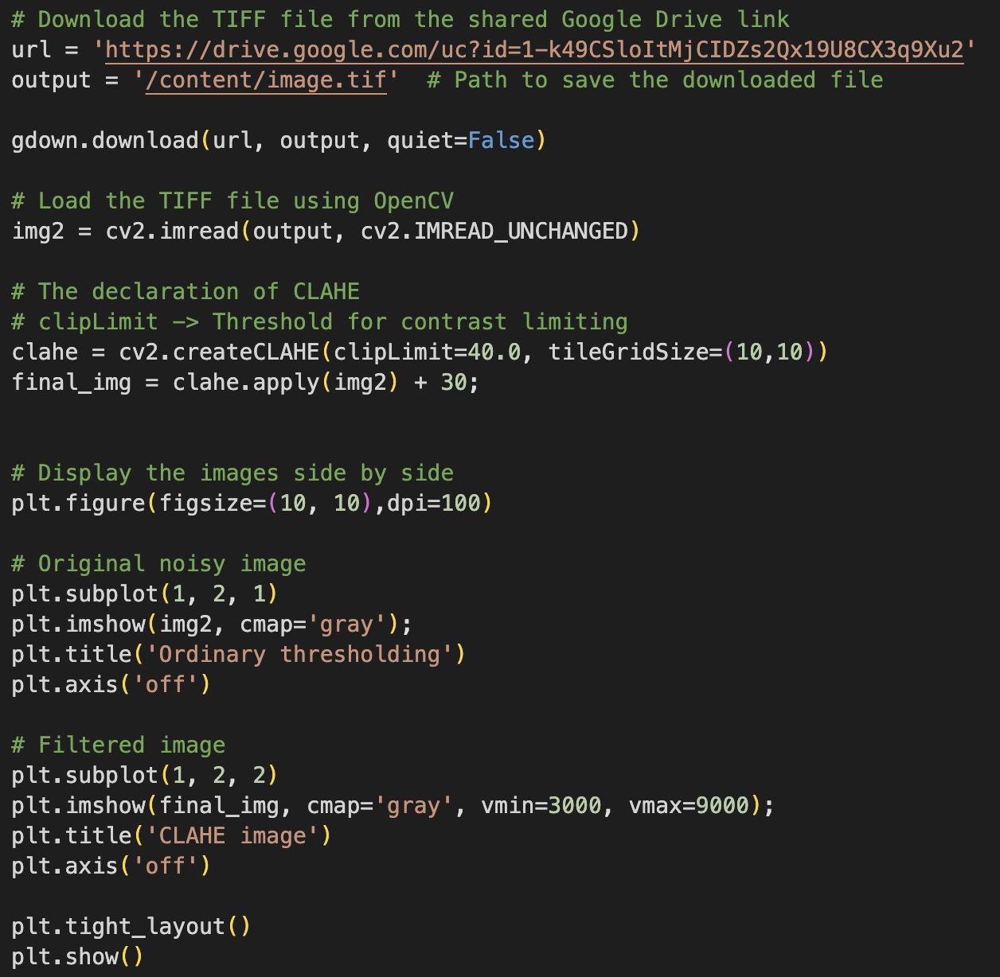 # Download the TIFF file from the shared Google Drive link
url = 'https://drive.google.com/uc?id=1-k49CSloItMjCIDZs2Qx19U8CX3q9Xu2'
output = '/content/image.tif'  # Path to save the downloaded file

gdown.download(url, output, quiet=False)

# Load the TIFF file using OpenCV
img2 = cv2.imread(output, cv2.IMREAD_UNCHANGED)

# The declaration of CLAHE
# clipLimit -> Threshold for contrast limiting
clahe = cv2.createCLAHE(clipLimit=40.0, tileGridSize=(10,10))
final_img = clahe.apply(img2) + 30;

# Display the images side by side
plt.figure(figsize=(10, 10),dpi=100)

# Original noisy image
plt.subplot(1, 2, 1)
plt.imshow(img2, cmap='gray');
plt.title('Ordinary thresholding')
plt.axis('off')

# Filtered image
plt.subplot(1, 2, 2)
plt.imshow(final_img, cmap='gray', vmin=3000, vmax=9000);
plt.title('CLAHE image')
plt.axis('off')

plt.tight_layout()
plt.show()